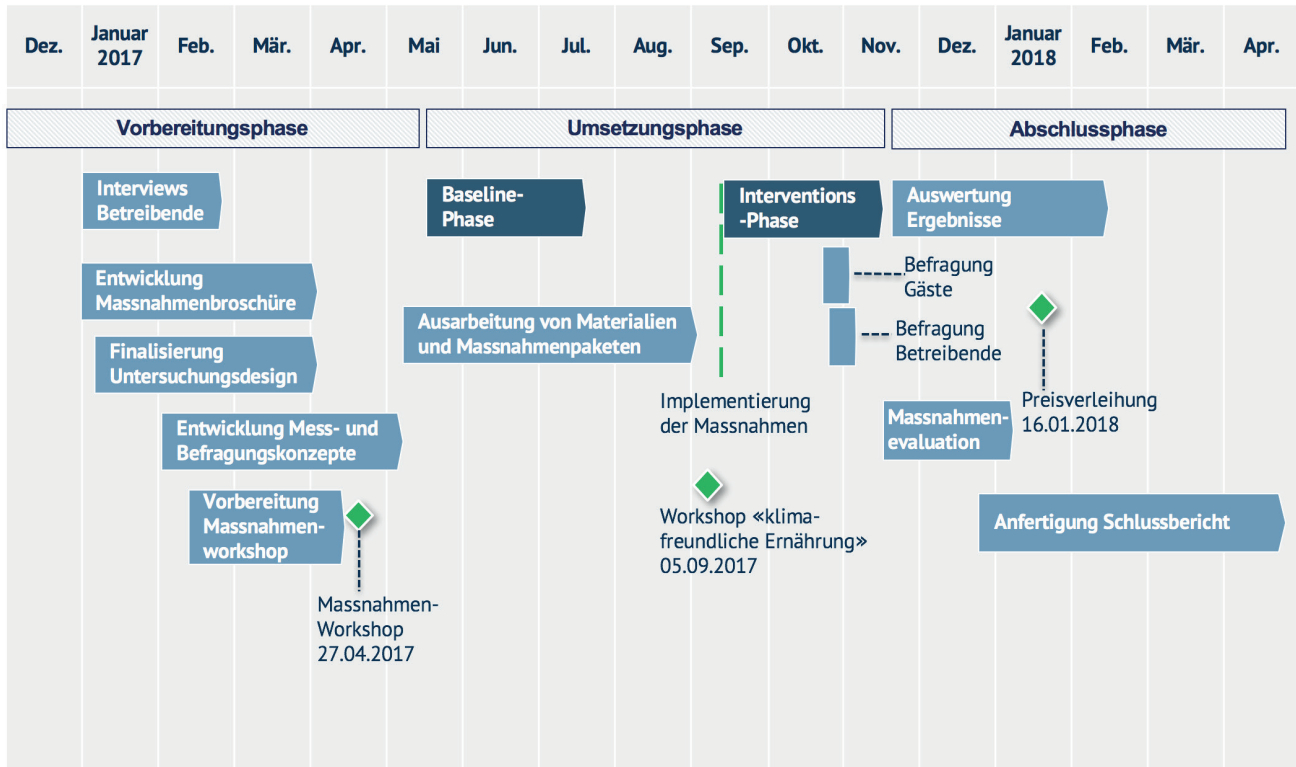 Dez.
Januar
2017
Feb.
Mär.
Apr.
Mai
Jun.
Jul.
Aug.
Sep.
Okt.
Nov.
Dez.
Januar
2018
Feb.
Mär.
Apr.
Vorbereitungsphase
Umsetzungsphase
Abschlussphase
Interviews
Betreibende
Baseline-
Phase
Interventions
-Phase
Auswertung
Ergebnisse
Entwicklung
Massnahmenbroschüre
Befragung
Gäste
Ausarbeitung von Materialien
und Massnahmenpaketen
Befragung
Betreibende
Finalisierung
Untersuchungsdesign
Implementierung
der Massnahmen
Preisverleihung
16.01.2018
Entwicklung Mess- und
Befragungskonzepte
Massnahmen-
evaluation
Vorbereitung
Massnahmen-
workshop
Workshop «klima-
freundliche Ernährung»
05.09.2017
Anfertigung Schlussbericht
Massnahmen-
Workshop
27.04.2017